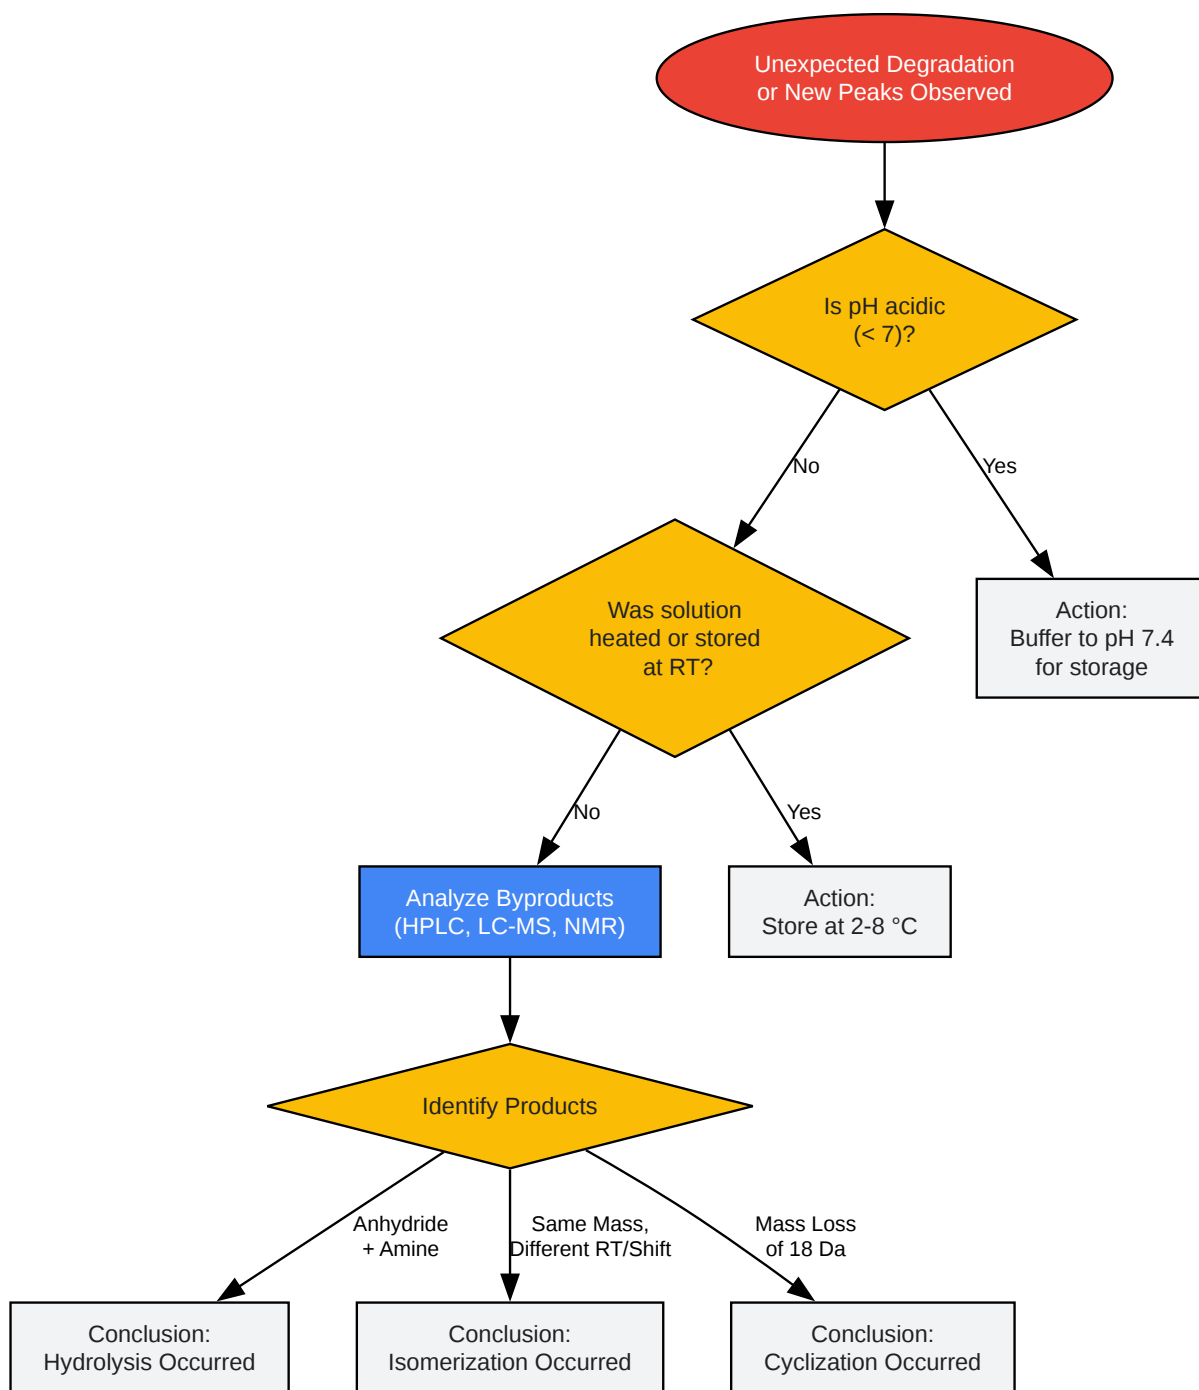 Unexpected Degradation
or New Peaks Observed
Is pH acidic
(< 7)?
No
Yes
Was solution
heated or stored
at RT?
Action:
Buffer to pH 7.4
for storage
No
Yes
Analyze Byproducts
(HPLC, LC-MS, NMR)
Action:
Store at 2-8 °C
Identify Products
Anhydride
+ Amine
Same Mass,
Different RT/Shift
Mass Loss
of 18 Da
Conclusion:
Hydrolysis Occurred
Conclusion:
Isomerization Occurred
Conclusion:
Cyclization Occurred